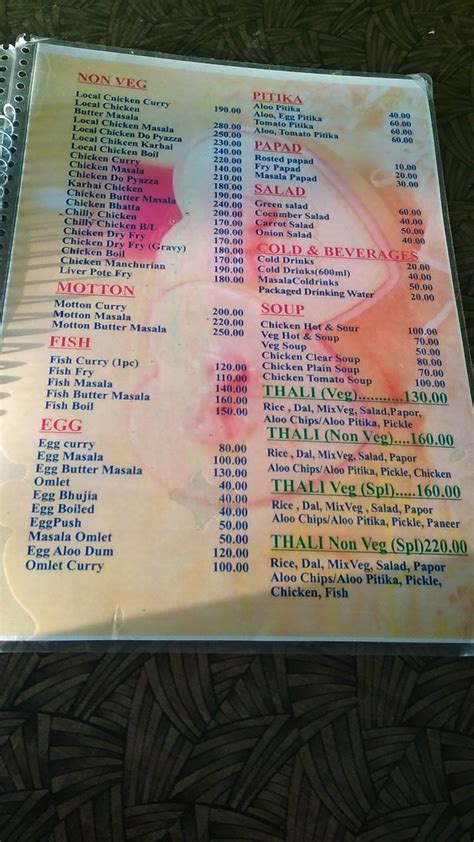 NON VEG
Local Chicken Curry 190.00
Local Chicken
Butter Masala 280.00
Local Chicken Masala 250.00
Local Chicken Do Pyazza 230.00
Local Chikcen Karhai 240.00
Local Chicken Boil 220.00
Chicken Curry 140.00
Chicken Masala 210.00
Chicken Do Pyazza 180.00
Karhai Chicken 200.00
Chicken Butter Masala 190.00
Chicken Bhatta
Chilly Chicken
Chilly Chicken B/L
Chicken Dry Fry
Chicken Dry Fry (Gravy)
Chicken Boil
Chicken Manchurian 190.00
Liver Pote Fry 180.00
MOTTON
Motton Curry 200.00
Motton Masala 220.00
Motton Butter Masala 250.00
FISH
Fish Curry (1pc) 120.00
Fish Fry 110.00
Fish Masala 140.00
Fish Butter Masala 160.00
Fish Boil 150.00
EGG
Egg curry 80.00
Egg Masala 100.00
Egg Butter Masala 130.00
Omlet 40.00
Egg Bhujia 40.00
Egg Boiled 40.00
EggPush 50.00
Masala Omlet 50.00
Egg Aloo Dum 120.00
Omlet Curry 100.00
PITIKA
Aloo Pitika 40.00
Aloo, Egg Pitika 60.00
Tomato Pitika 60.00
Aloo, Tomato Pitika 60.00
PAPAD
Rosted papad 10.00
Fry Papad 20.00
Masala Papad 30.00
SALAD
Green salad 60.00
Cocumber Salad 40.00
Carrot Salad 50.00
Onion Salad 40.00
COLD & BEVERAGES
Cold Drinks 20.00
Cold Drinks(600ml) 40.00
MasalaColdrinks 50.00
Packaged Drinking Water 20.00
SOUP
Chicken Hot & Sour 100.00
Veg Hot & Sour 70.00
Veg Soup 50.00
Chicken Clear Soup 80.00
Chicken Plain Soup 70.00
Chicken Tomato Soup 100.00
THALI (Veg)...........130.00
Rice , Dal, MixVeg, Salad,Papor,
Aloo Chips/Aloo Pitika, Pickle
THALI (Non Veg)....160.00
Rice , Dal, MixVeg, Salad, Papor
Aloo Chips/Aloo Pitika, Pickle, Chicken
THALI Veg (Spl).....160.00
Rice , Dal, MixVeg , Salad, Papor
Aloo Chips/Aloo Pitika, Pickle, Paneer
THALI Non Veg (Spl)220.00
Rice, Dal, MixVeg, Salad, Papor
Aloo Chips/Aloo Pitika, Pickle,
Chicken, Fish